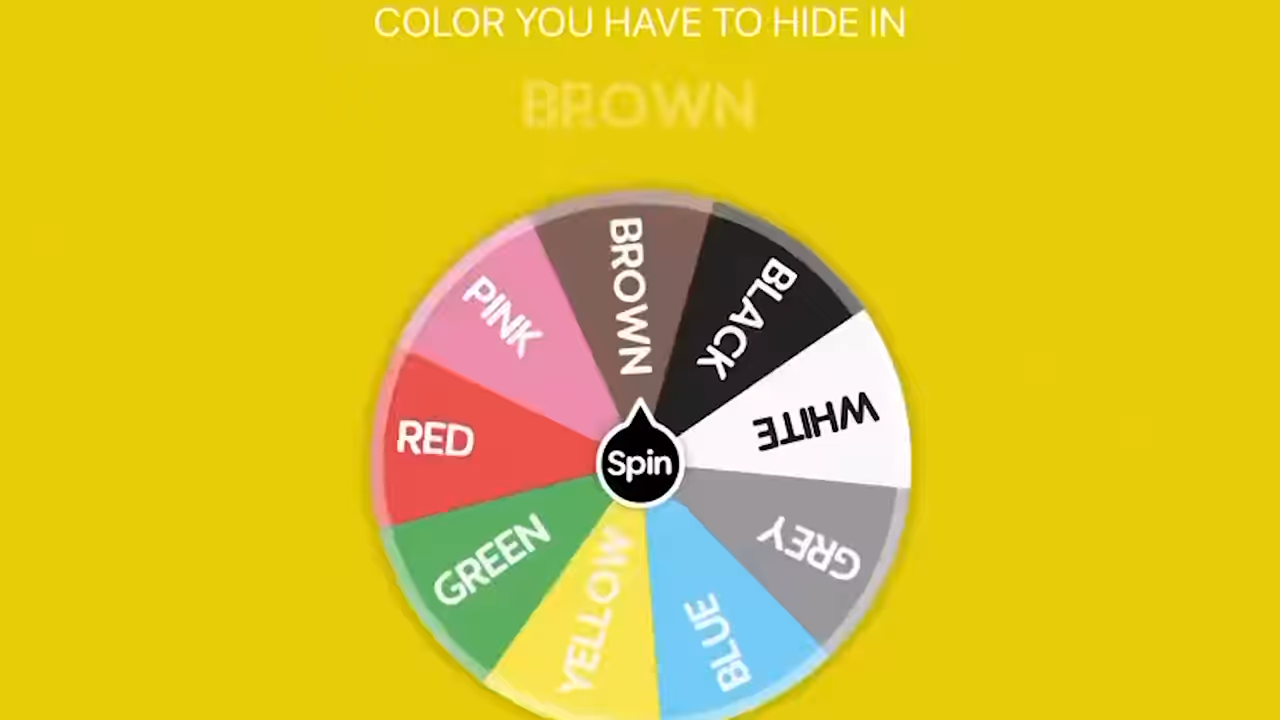 COLOR YOU HAVE TO HIDE IN
BROWN
BROWN
BLACK
PINK
WHITE
RED
Spin
GREY
GREEN
YELLOW
BLUE